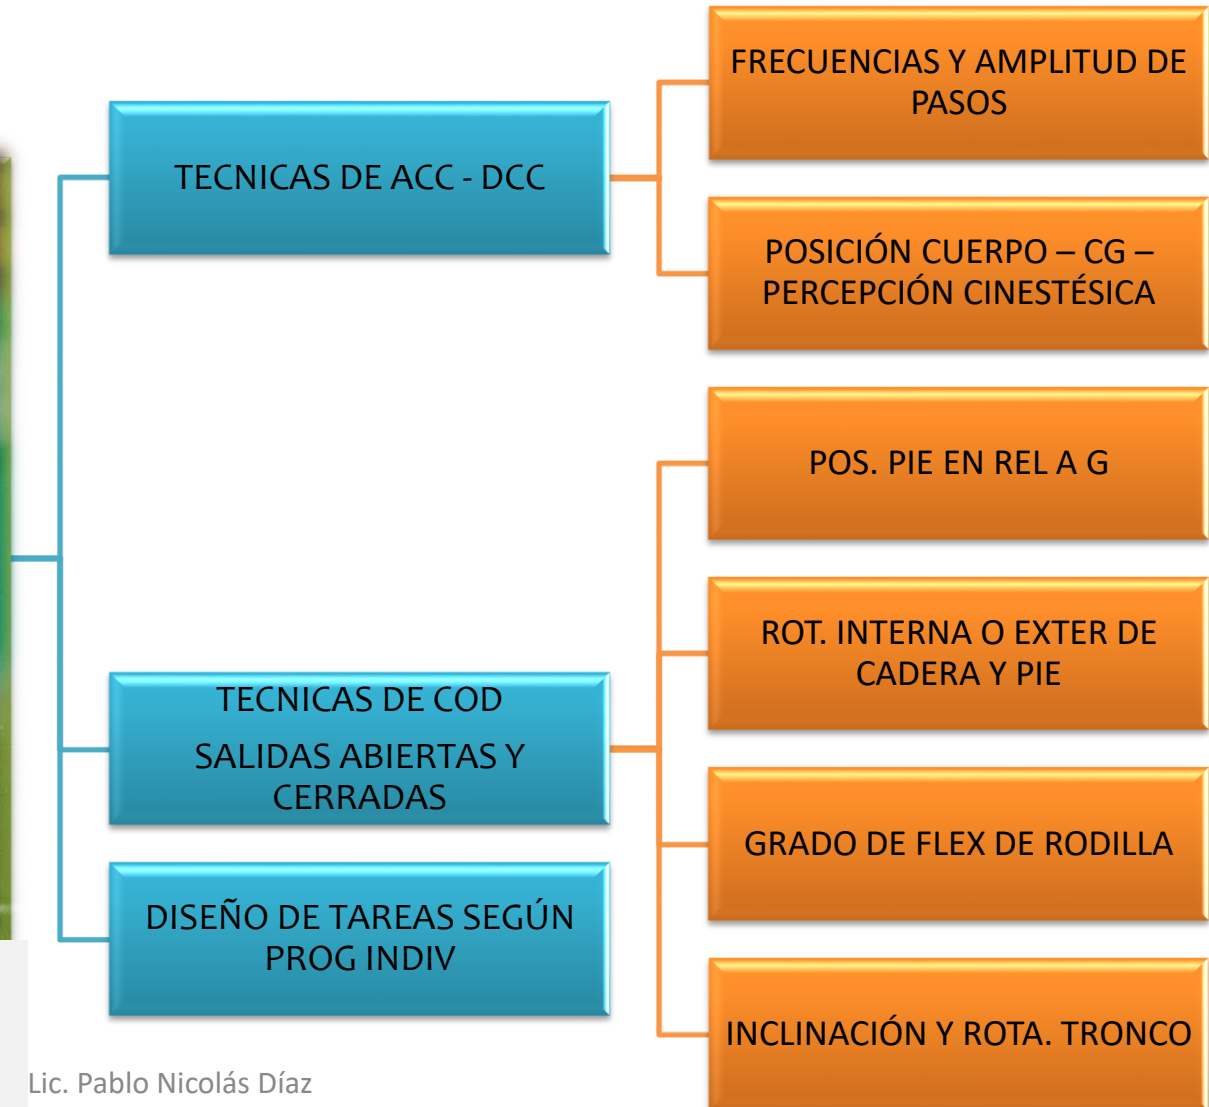 TECNICAS DE ACC - DCC
FRECUENCIAS Y AMPLITUD DE
PASOS
POSICIÓN CUERPO – CG –
PERCEPCIÓN CINESTÉSICA
TECNICAS DE COD
SALIDAS ABIERTAS Y
CERRADAS
POS. PIE EN REL A G
ROT. INTERNA O EXTER DE
CADERA Y PIE
GRADO DE FLEX DE RODILLA
INCLINACIÓN Y ROTA. TRONCO
DISEÑO DE TAREAS SEGÚN
PROG INDIV
Lic. Pablo Nicolás Díaz